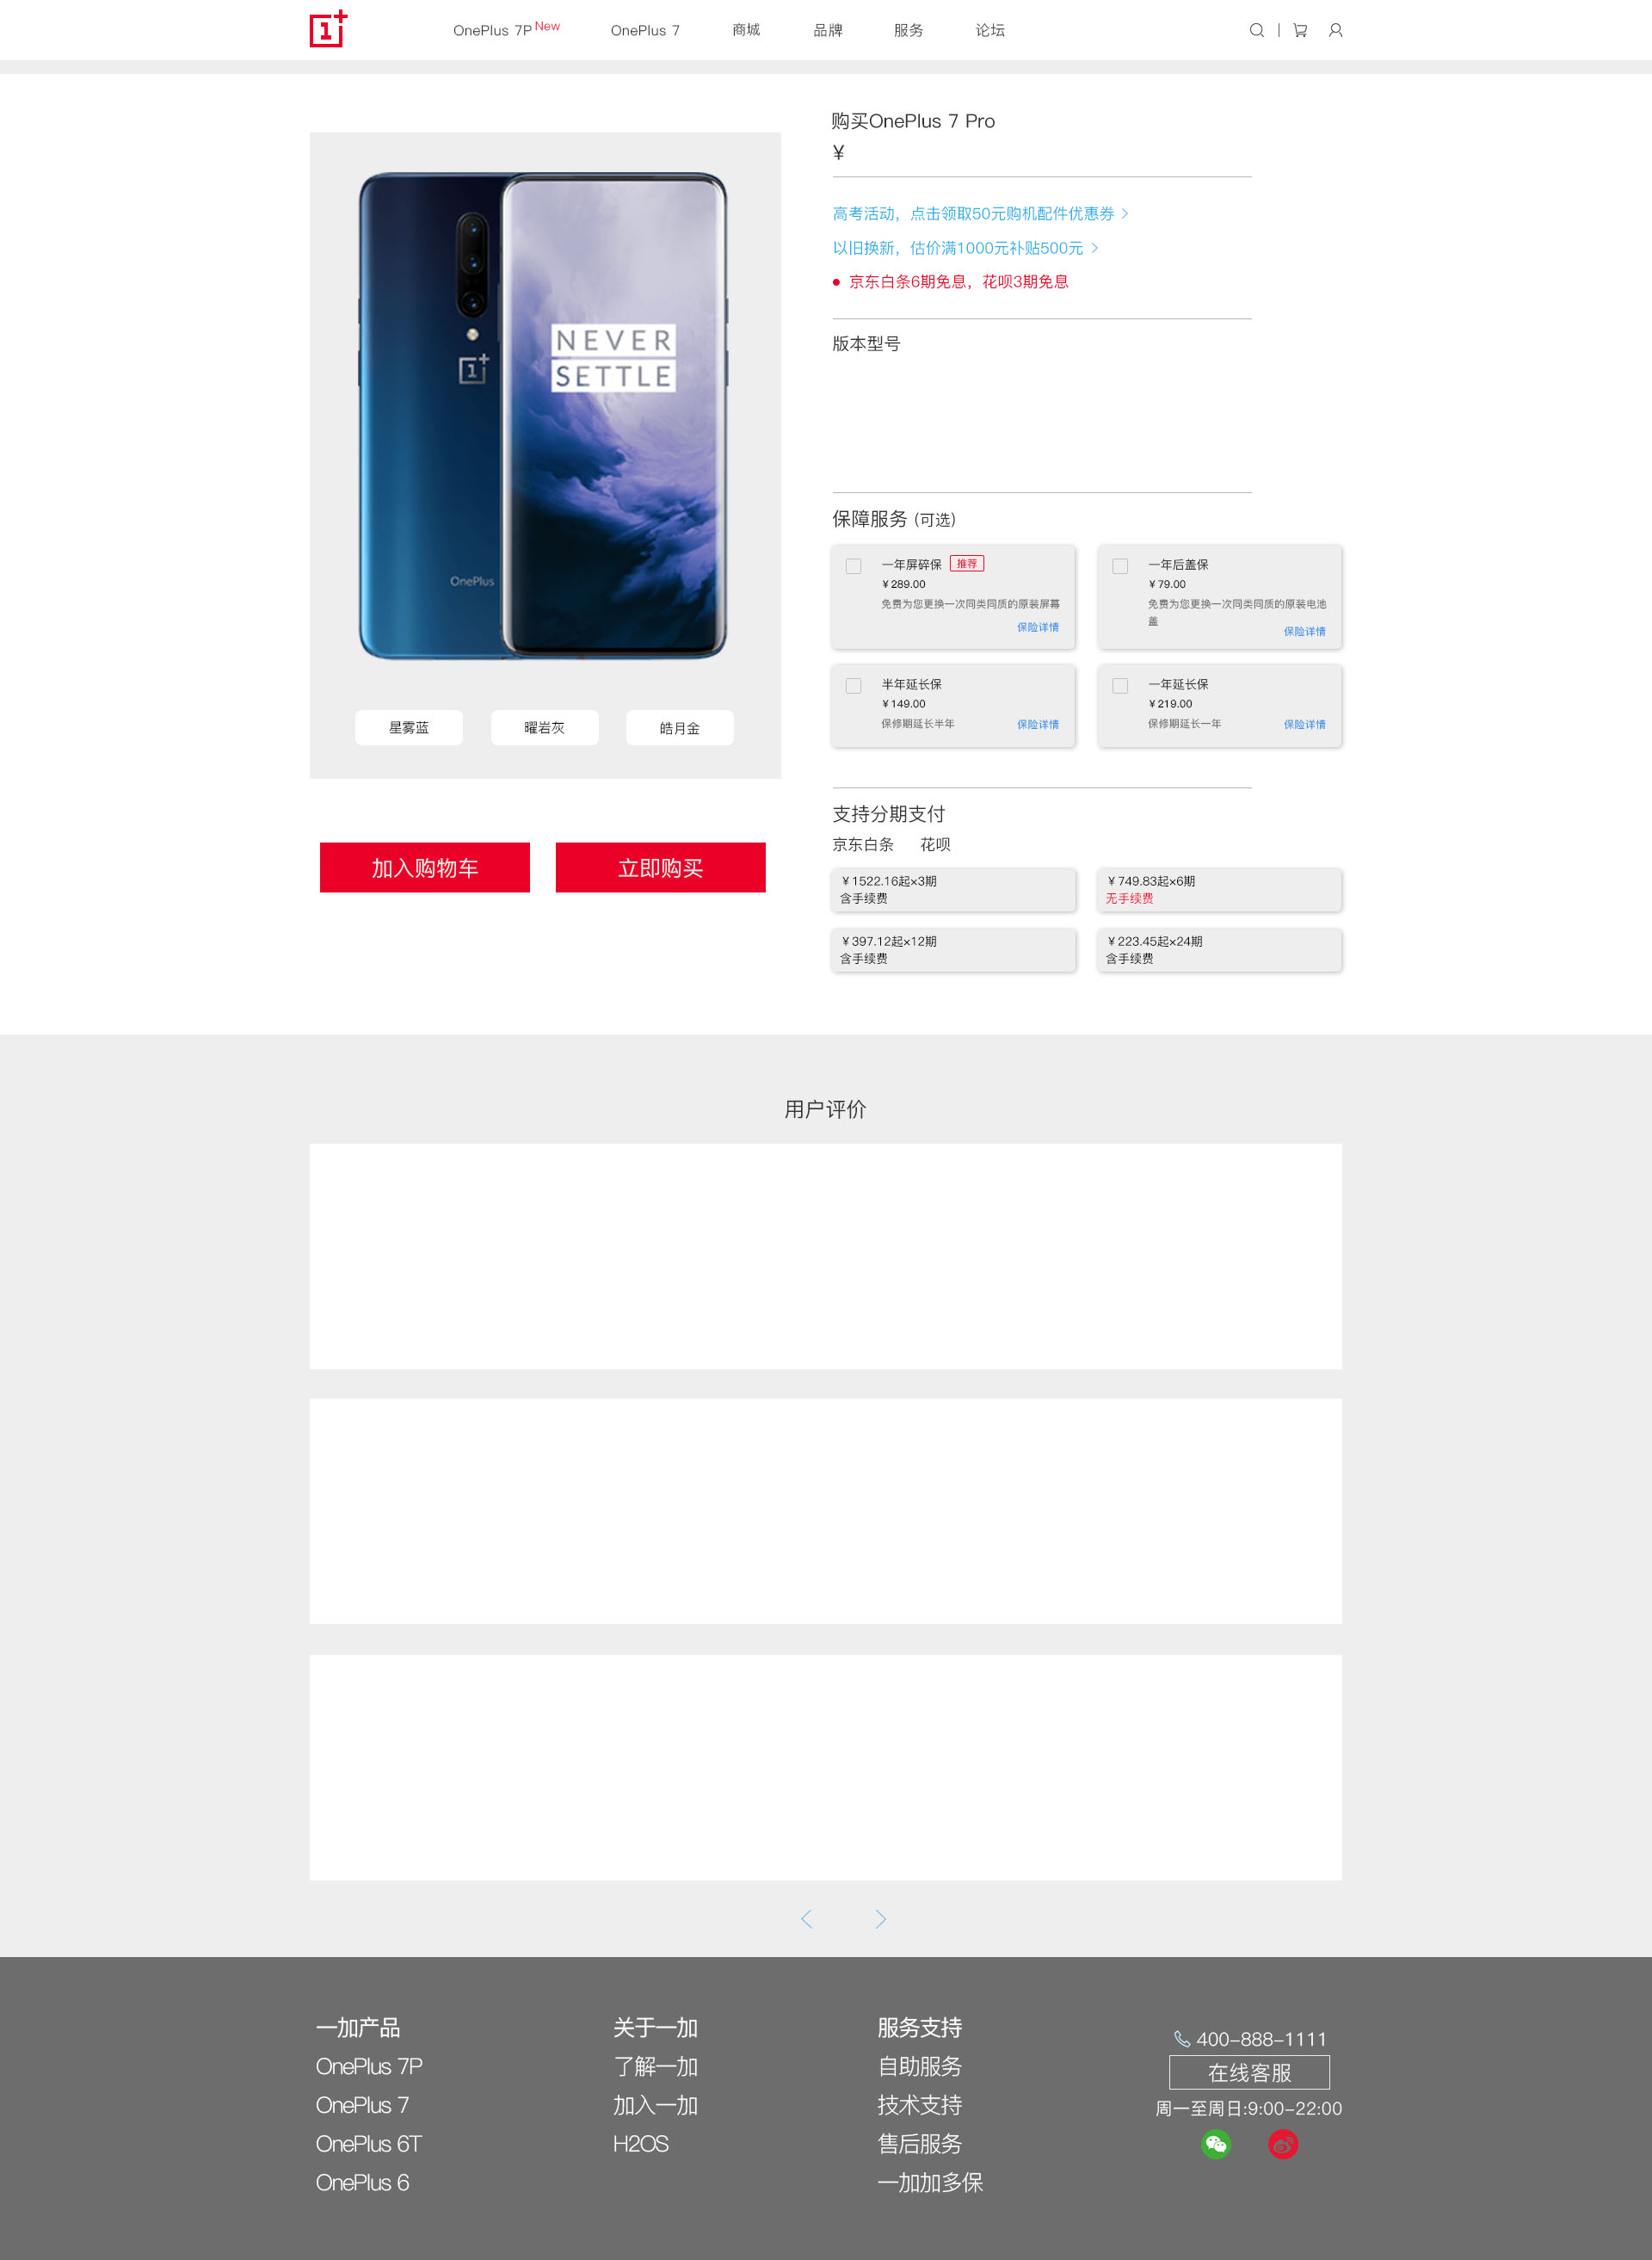 OnePlus 7P New OnePlus 7 商城 品牌 服务 论坛
购买OnePlus 7 Pro
¥
高考活动，点击领取50元购机配件优惠券 >
以旧换新，估价满1000元补贴500元 >
• 京东白条6期免息，花呗3期免息
版本型号
NEVER
SETTLE
OnePlus
星雾蓝 曜岩灰 皓月金
加入购物车 立即购买
保障服务 (可选)
一年屏碎保 推荐
¥289.00
免费为您更换一次同类同质的原装屏幕
保险详情
一年后盖保
¥79.00
免费为您更换一次同类同质的原装电池
盖
保险详情
半年延长保
¥149.00
保修期延长半年 保险详情
一年延长保
¥219.00
保修期延长一年 保险详情
支持分期支付
京东白条 花呗
¥1522.16起×3期
含手续费
¥749.83起×6期
无手续费
¥397.12起×12期
含手续费
¥223.45起×24期
含手续费
用户评价
一加产品
OnePlus 7P
OnePlus 7
OnePlus 6T
OnePlus 6
关于一加
了解一加
加入一加
H2OS
服务支持
自助服务
技术支持
售后服务
一加加多保
400-888-1111
在线客服
周一至周日:9:00-22:00